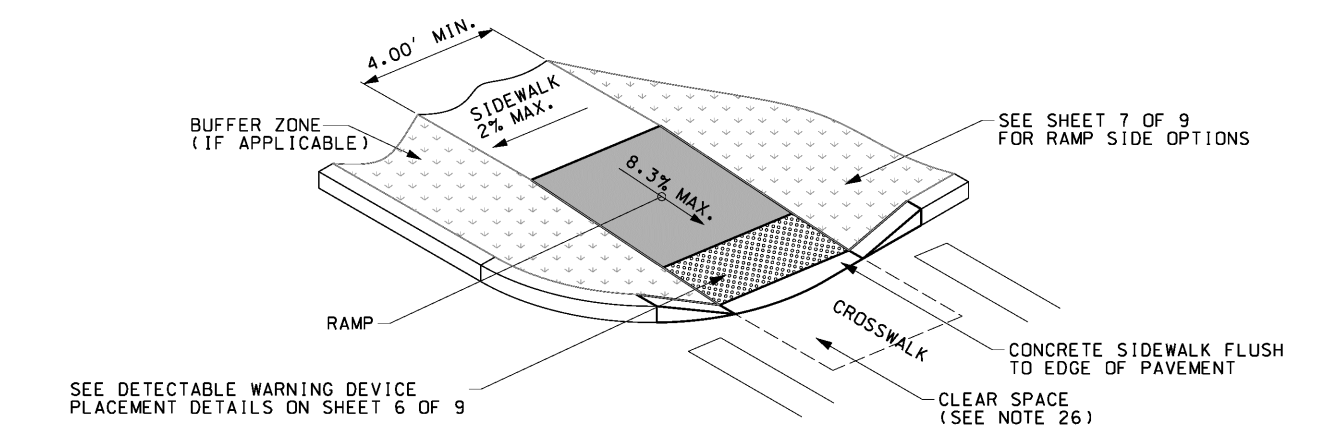 4.00' MIN.
SIDEWALK
2% MAX.
BUFFER ZONE
(IF APPLICABLE)
SEE SHEET 7 OF 9
FOR RAMP SIDE OPTIONS
8.3% MAX.
RAMP
CROSSWALK
CONCRETE SIDEWALK FLUSH
TO EDGE OF PAVEMENT
SEE DETECTABLE WARNING DEVICE
PLACEMENT DETAILS ON SHEET 6 OF 9
CLEAR SPACE
(SEE NOTE 26)